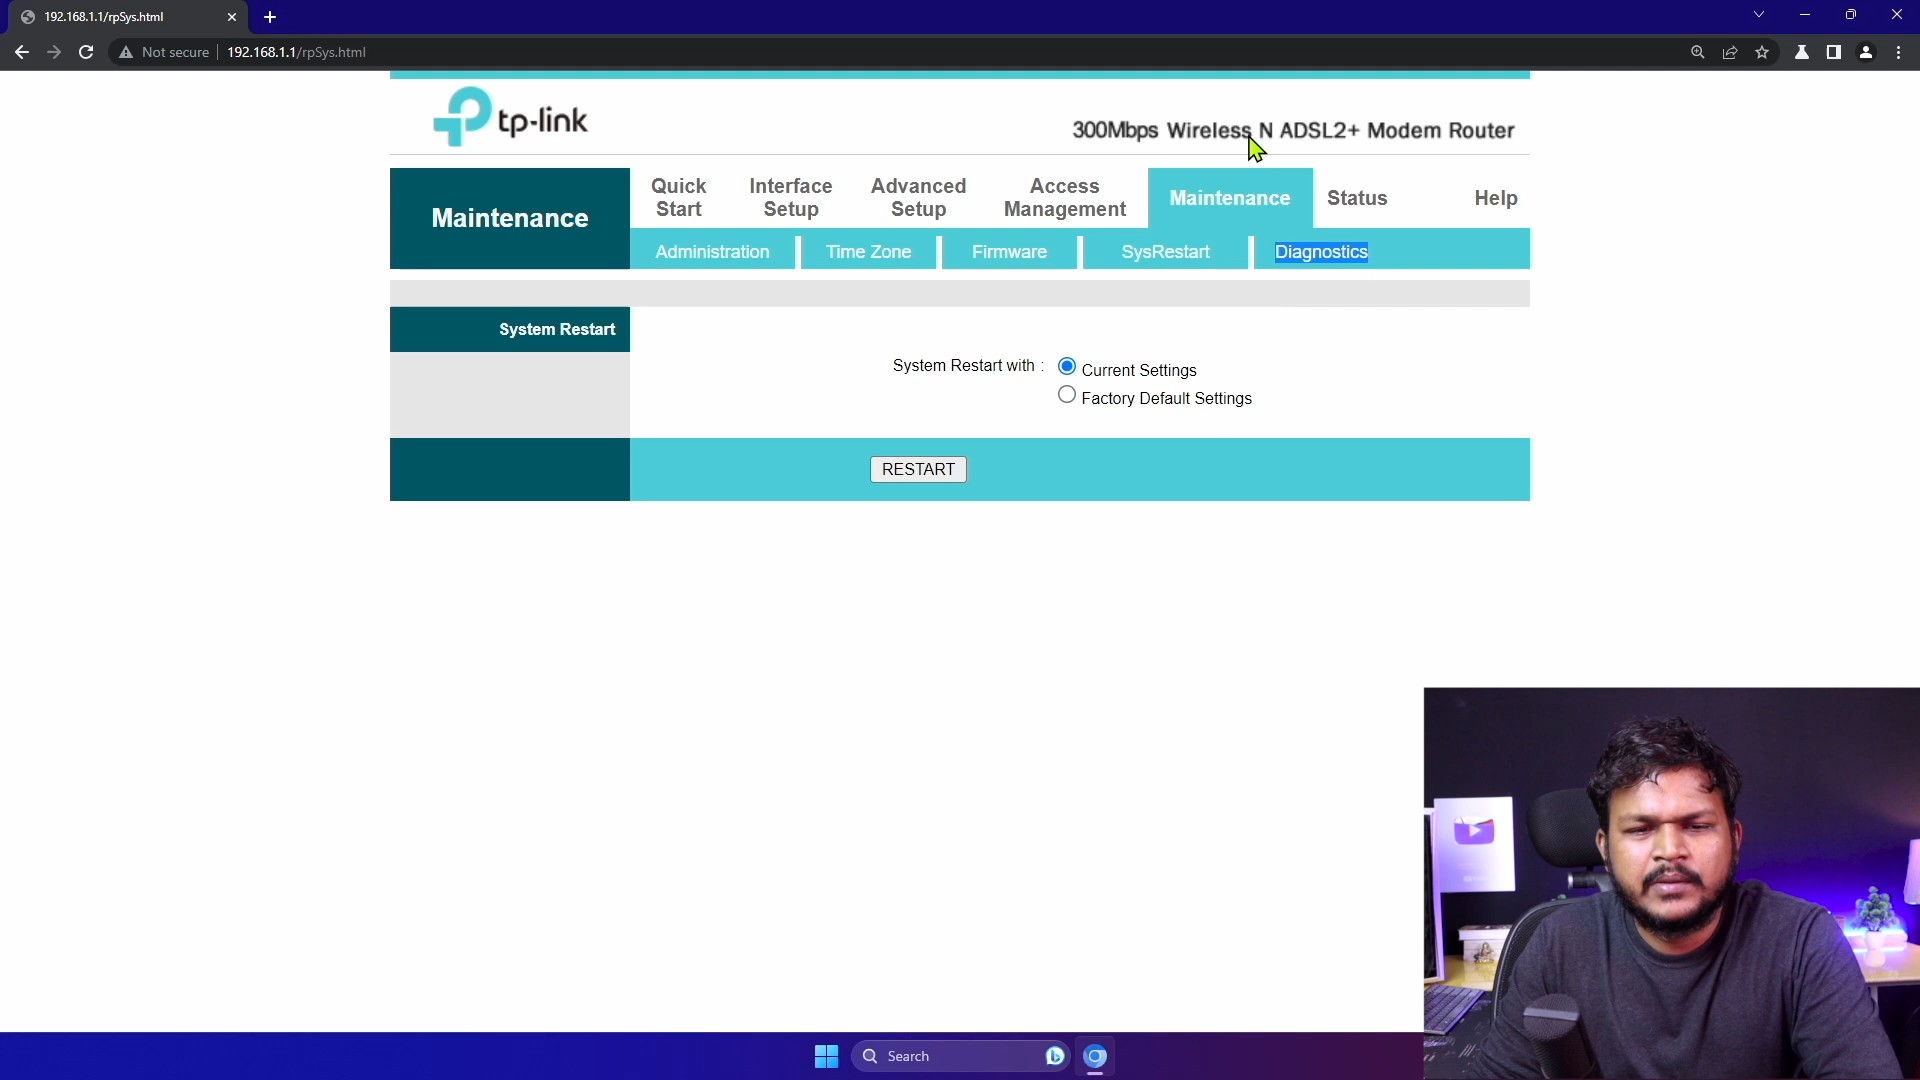 192.168.1.1/rpSys.html
Not secure 192.168.1.1/rpSys.html
tp-link
300Mbps Wireless N ADSL2+ Modem Router
Maintenance
Quick Start
Interface Setup
Advanced Setup
Access Management
Maintenance
Status
Help
Administration
Time Zone
Firmware
SysRestart
Diagnostics
System Restart
System Restart with :
Current Settings
Factory Default Settings
RESTART
Search